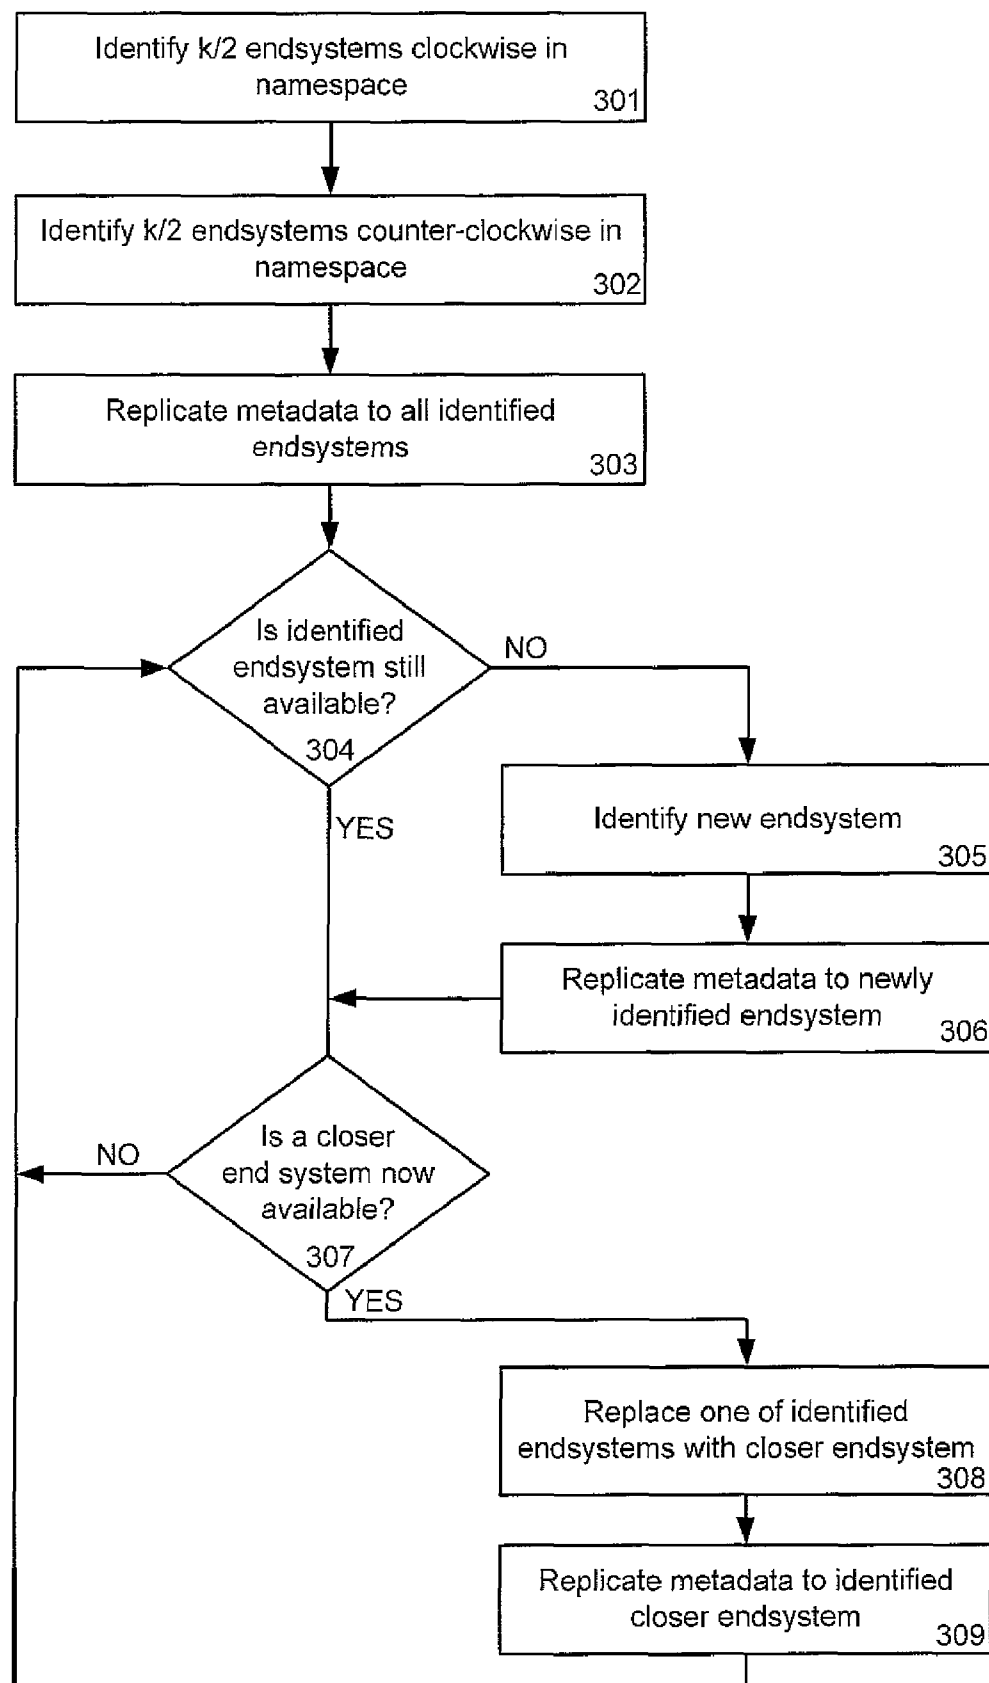 Identify k/2 endsystems clockwise in
namespace
301
Identify k/2 endsystems counter-clockwise in
namespace
302
Replicate metadata to all identified
endsystems
303
Is identified
endsystem still
available?
304
NO
YES
Identify new endsystem
305
Replicate metadata to newly
identified endsystem
306
Is a closer
end system now
available?
307
NO
YES
Replace one of identified
endsystems with closer endsystem
308
Replicate metadata to identified
closer endsystem
309